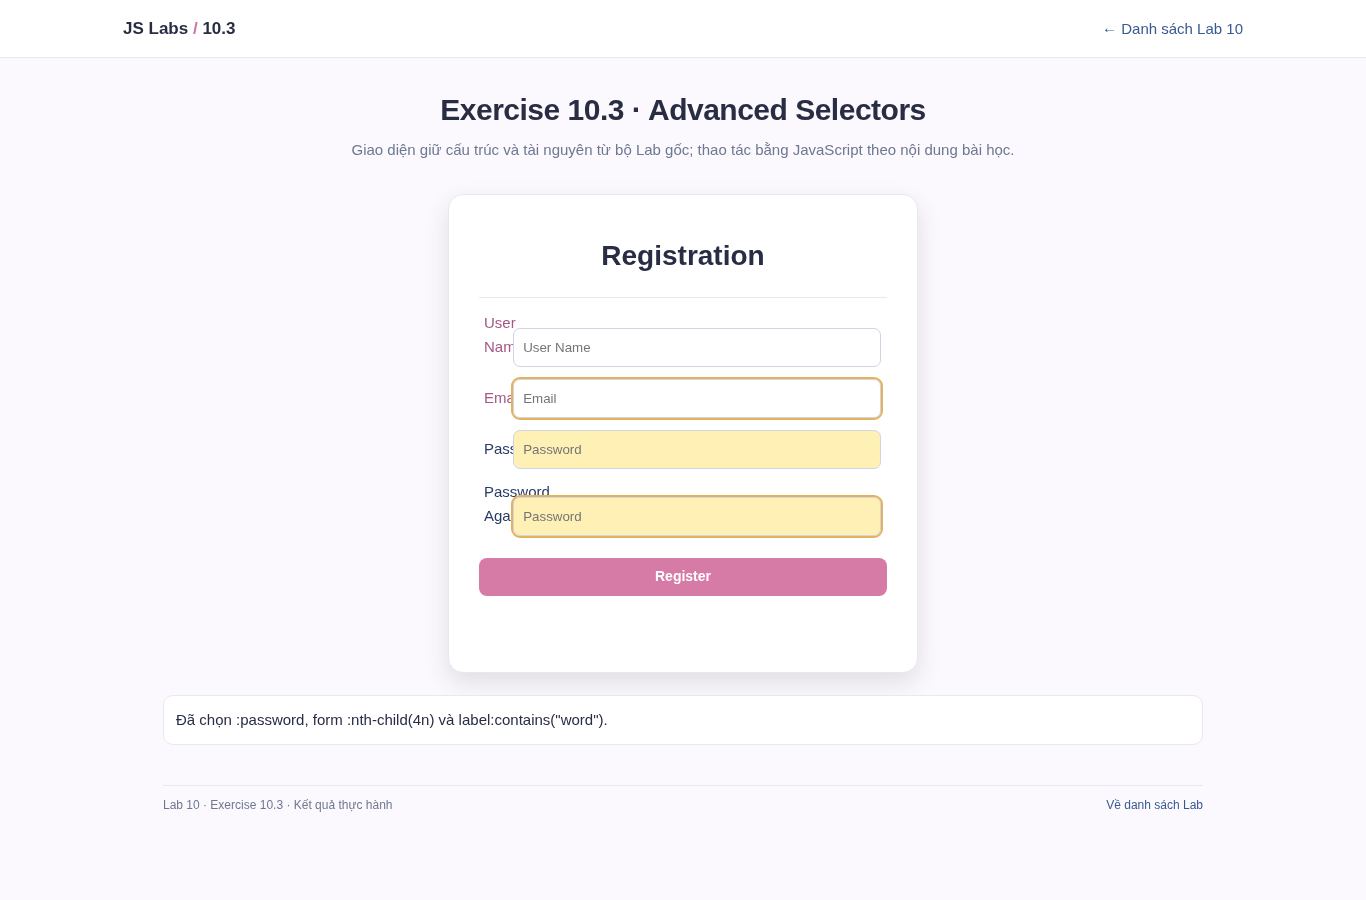 JS Labs / 10.3
← Danh sách Lab 10
Exercise 10.3 · Advanced Selectors
Giao diện giữ cấu trúc và tài nguyên từ bộ Lab gốc; thao tác bằng JavaScript theo nội dung bài học.
Registration
User
Nam
User Name
Ema
Email
Pass
Password
Password
Aga
Password
Register
Đã chọn :password, form :nth-child(4n) và label:contains("word").
Lab 10 · Exercise 10.3 · Kết quả thực hành
Về danh sách Lab